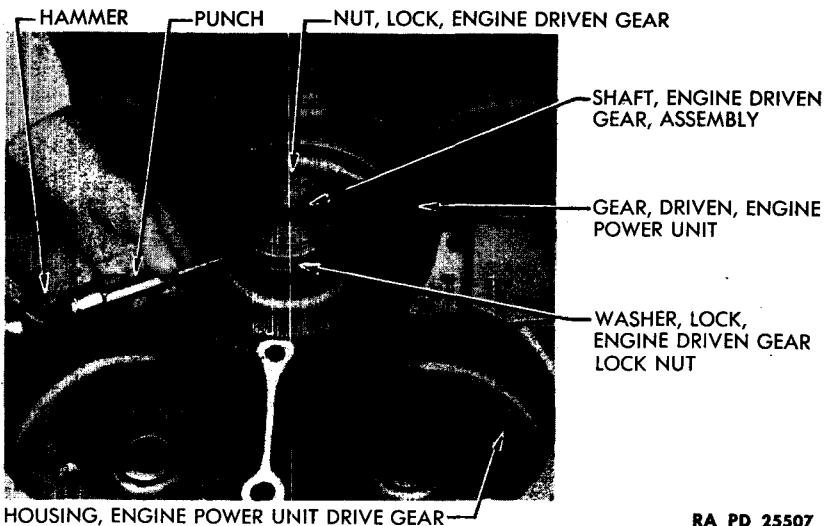 HAMMER
PUNCH
NUT, LOCK, ENGINE DRIVEN GEAR
SHAFT, ENGINE DRIVEN
GEAR, ASSEMBLY
GEAR, DRIVEN, ENGINE
POWER UNIT
WASHER, LOCK,
ENGINE DRIVEN GEAR
LOCK NUT
HOUSING, ENGINE POWER UNIT DRIVE GEAR
RA PD 25507